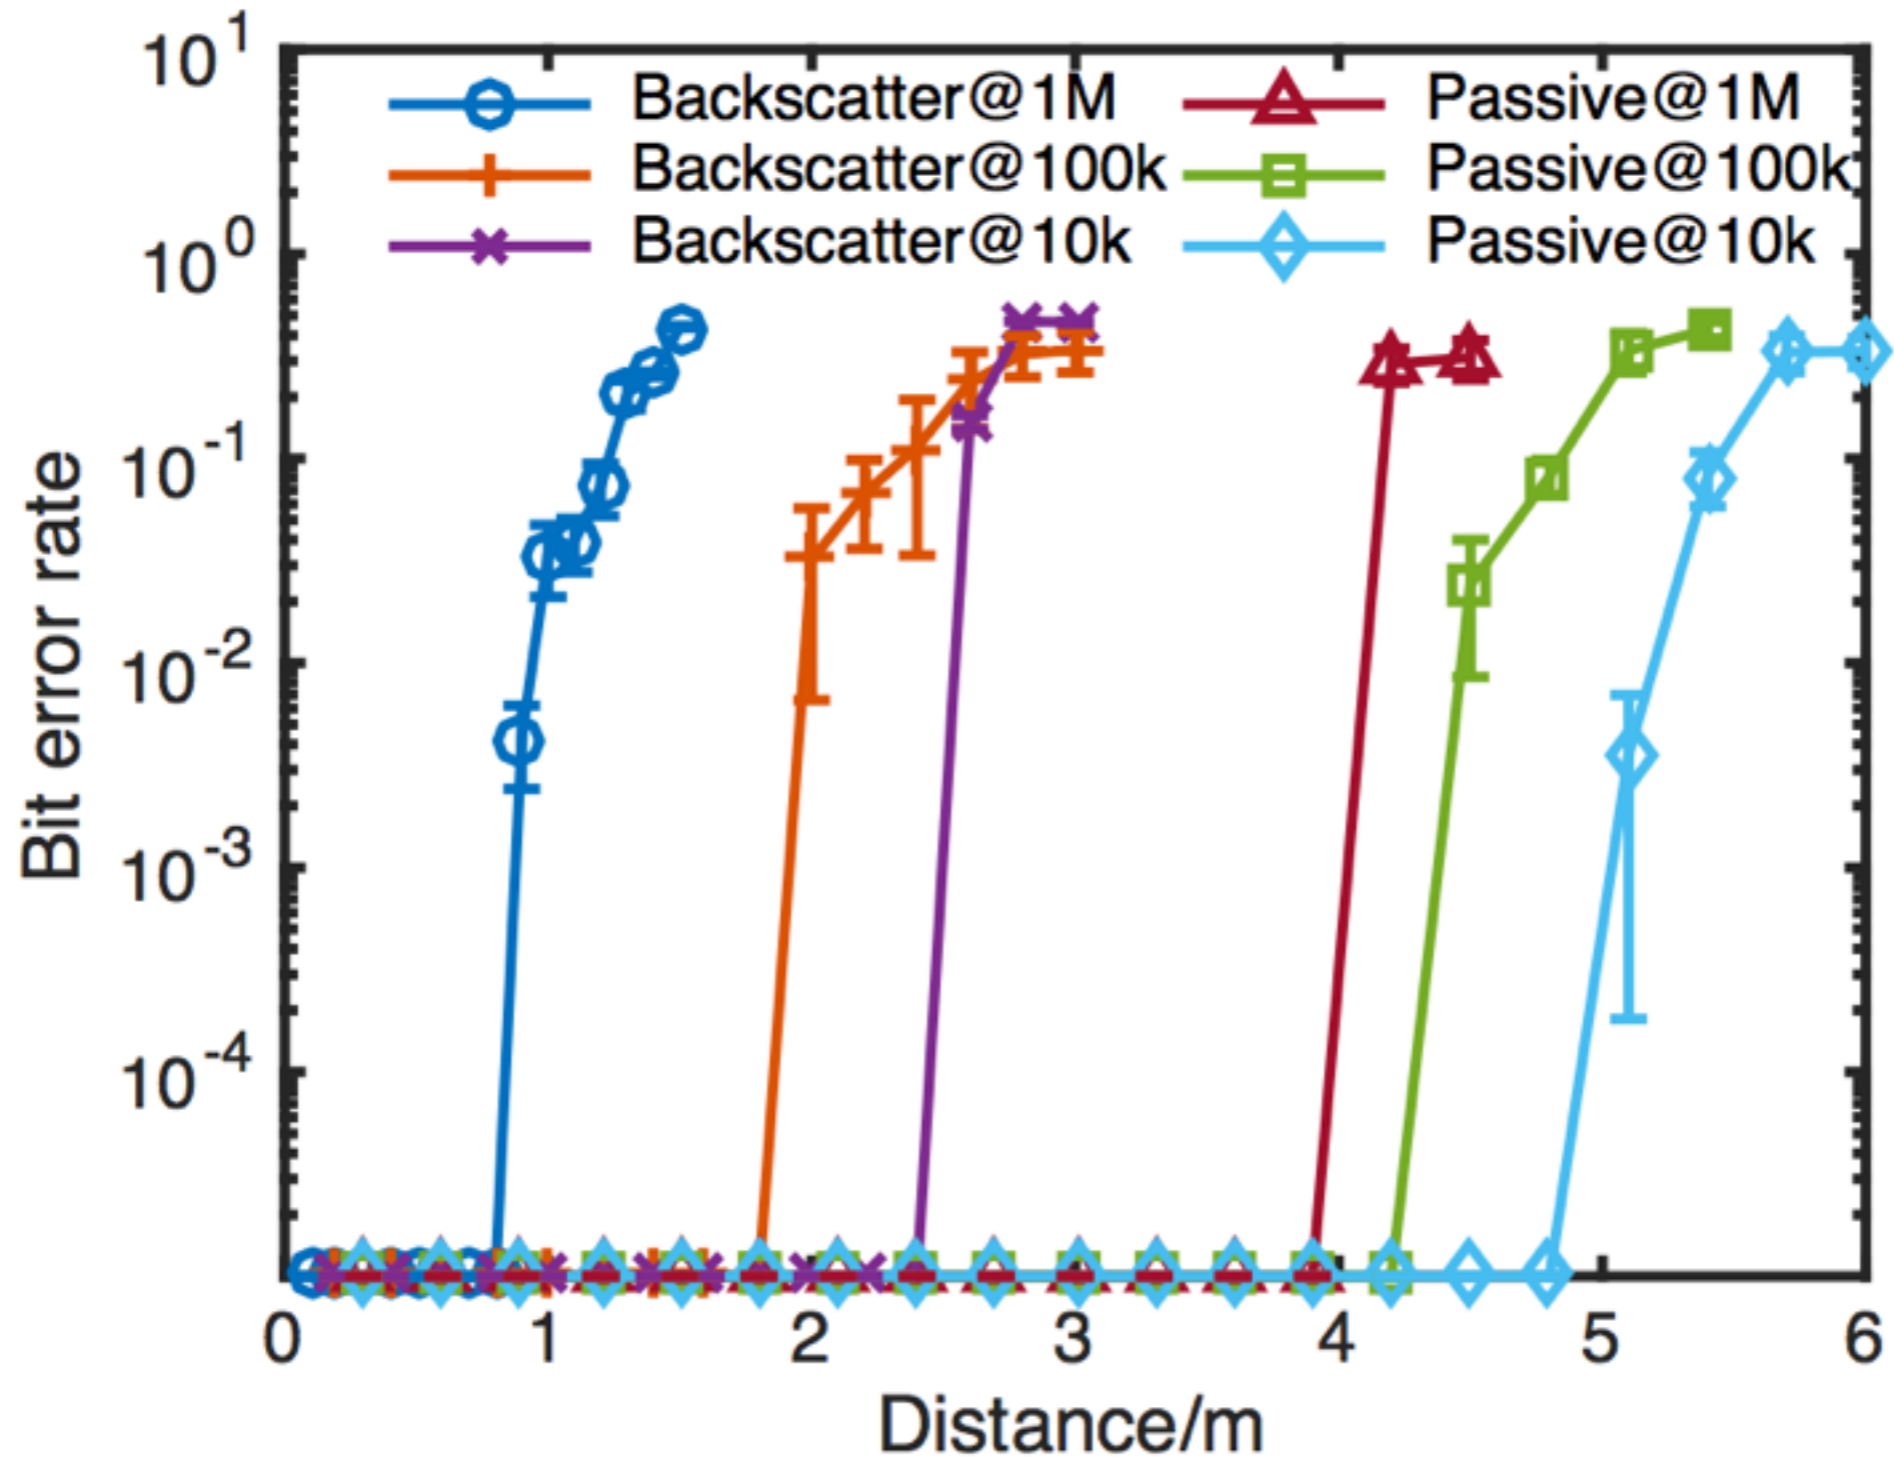 Backscatter@1M
Backscatter@100k
Backscatter@10k
Passive@1M
Passive@100k
Passive@10k
Bit error rate
10^1
10^0
10^-1
10^-2
10^-3
10^-4
0 1 2 3 4 5 6
Distance/m